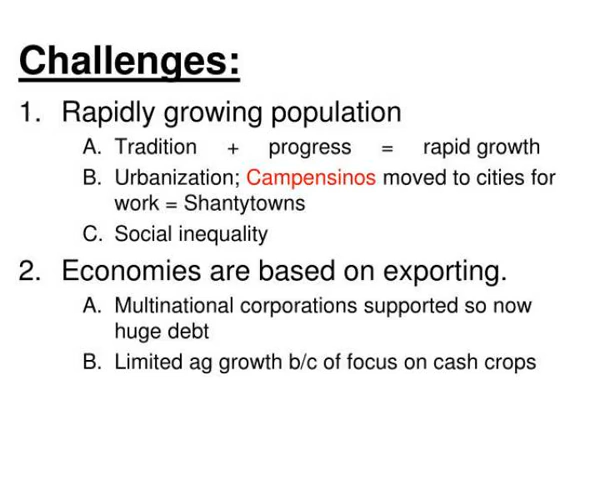 Challenges:
1. Rapidly growing population
A. Tradition + progress = rapid growth
B. Urbanization; Campensinos moved to cities for
work = Shantytowns
C. Social inequality
2. Economies are based on exporting.
A. Multinational corporations supported so now
huge debt
B. Limited ag growth b/c of focus on cash crops